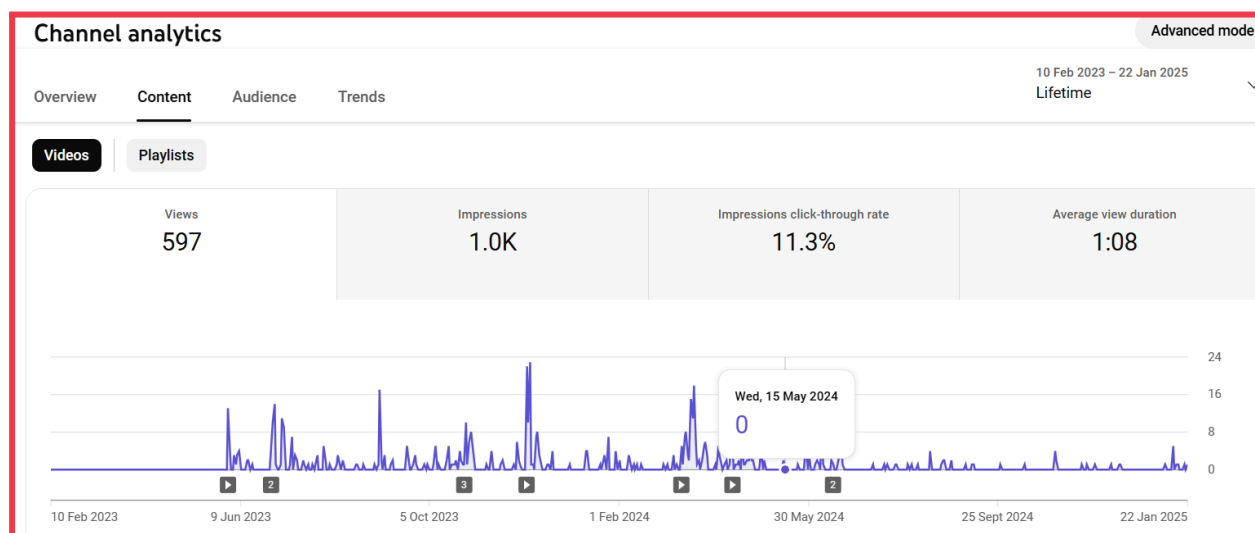 Channel analytics
Advanced mode
10 Feb 2023 – 22 Jan 2025
Lifetime
Overview Content Audience Trends
Videos Playlists
Views Impressions Impressions click-through rate Average view duration
597 1.0K 11.3% 1:08
24
16
8
0
Wed, 15 May 2024
0
2 3 2
10 Feb 2023 9 Jun 2023 5 Oct 2023 1 Feb 2024 30 May 2024 25 Sept 2024 22 Jan 2025